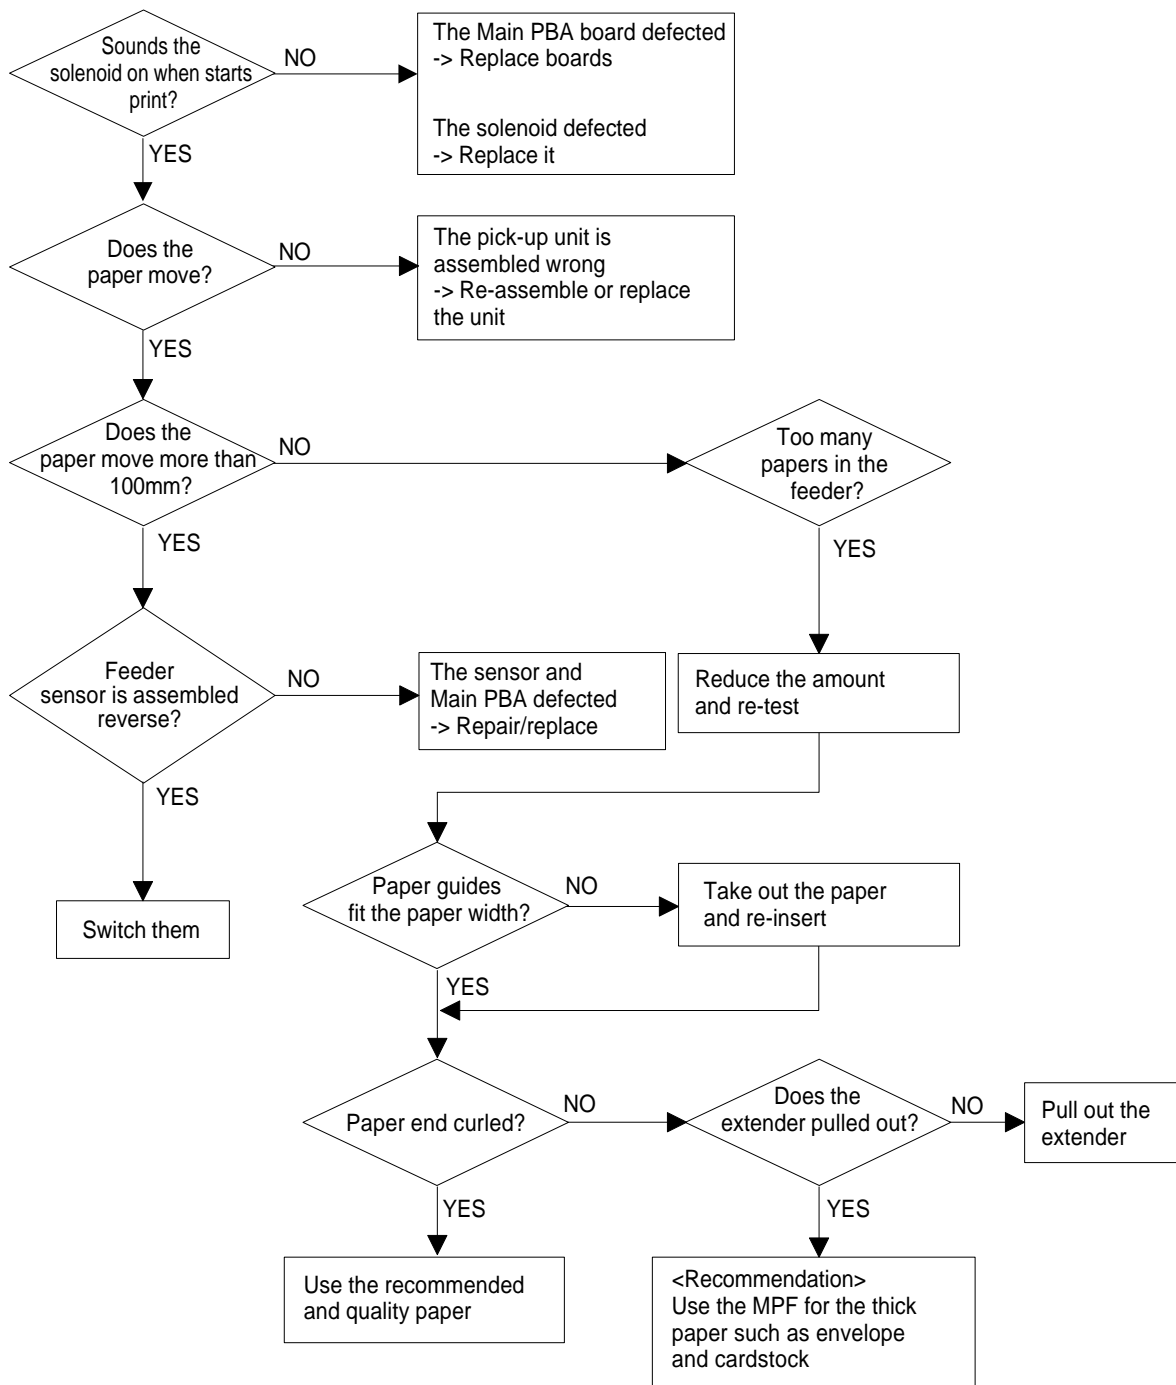 Sounds the
solenoid on when starts
print?
NO
The Main PBA board defected
-> Replace boards
The solenoid defected
-> Replace it
YES
Does the
paper move?
NO
The pick-up unit is
assembled wrong
-> Re-assemble or replace
the unit
YES
Does the
paper move more than
100mm?
NO
Too many
papers in the
feeder?
YES
YES
Feeder
sensor is assembled
reverse?
NO
The sensor and
Main PBA defected
-> Repair/replace
Reduce the amount
and re-test
YES
Switch them
Paper guides
fit the paper width?
NO
Take out the paper
and re-insert
YES
Paper end curled?
NO
Does the
extender pulled out?
NO
Pull out the
extender
YES
YES
Use the recommended
and quality paper
<Recommendation>
Use the MPF for the thick
paper such as envelope
and cardstock